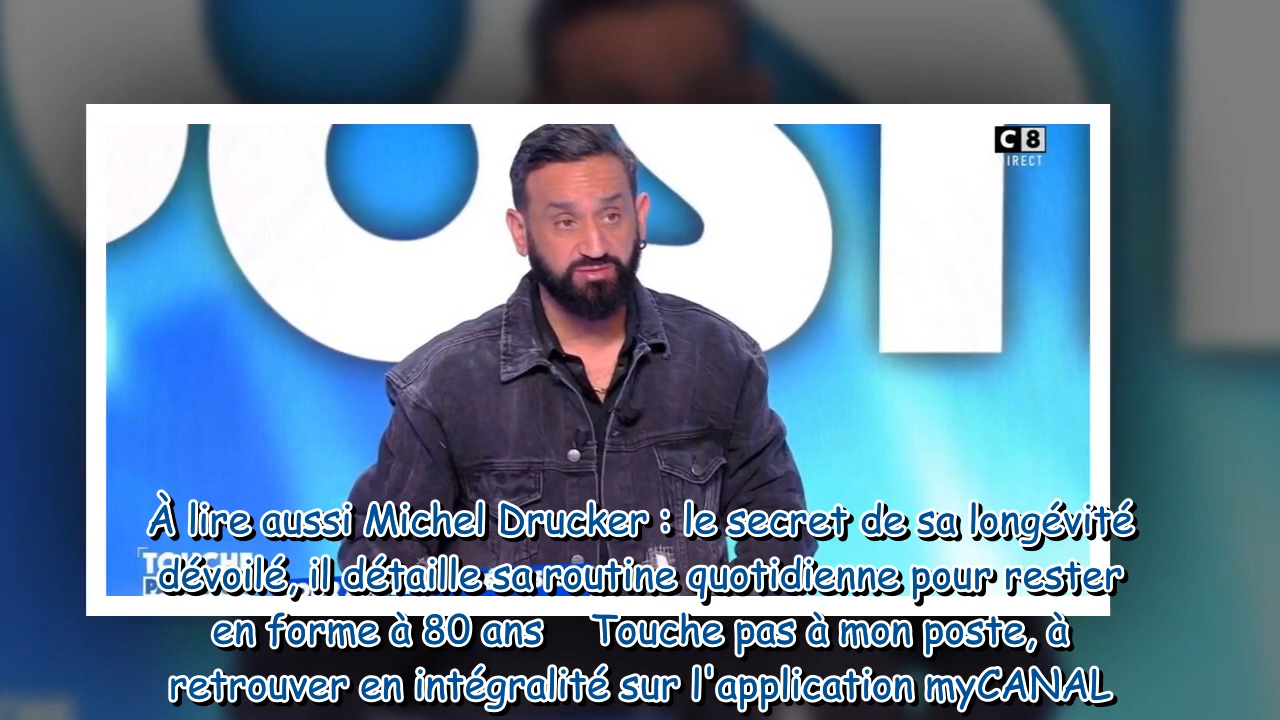 C8
DIRECT
TOUCHE
À lire aussi Michel Drucker : le secret de sa longévité
dévoilé, il détaille sa routine quotidienne pour rester
en forme à 80 ans Touche pas à mon poste, à
retrouver en intégralité sur l'application myCANAL